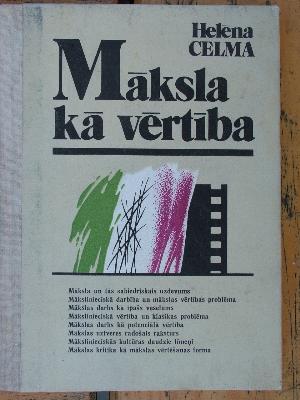 Helena
CELMA
Māksla
kā vērtība
Māksla un tās sabiedriskais uzdevums
Mākslinieciskā darbība un mākslas vērtības problēma
Mākslas darbs kā īpašs veselums
Mākslinieciskā vērtība un klasikas problēma
Mākslas darbs kā potenciālā vērtība
Mākslas uztveres radošais raksturs
Mākslinieciskās kultūras daudzie līmeņi
Mākslas kritika kā mākslas vērtēšanas forma